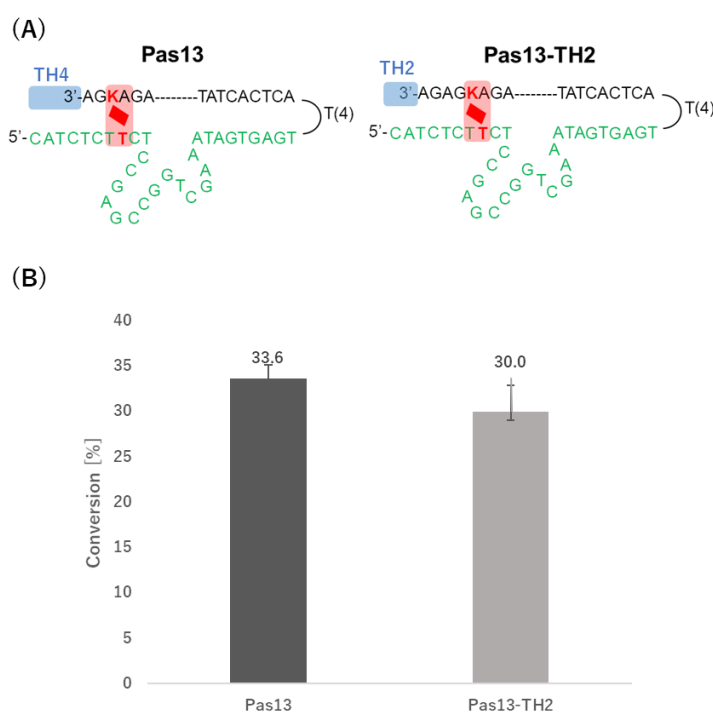 (A)
Pas13
Pas13-TH2
TH4
3'-AGKAGA--------TATCACTCA
T(4)
5'-CATCTCTTCT
ATAGTGAGT
C
C
G
A
G
C
C
G
G
T
C
G
A
A
TH2
3'-AGAGKAGA--------TATCACTCA
T(4)
5'-CATCTCTTCT
ATAGTGAGT
C
C
G
A
G
C
C
G
G
T
C
G
A
A
(B)
Conversion [%]
40
35
30
25
20
15
10
5
0
33.6
30.0
Pas13
Pas13-TH2